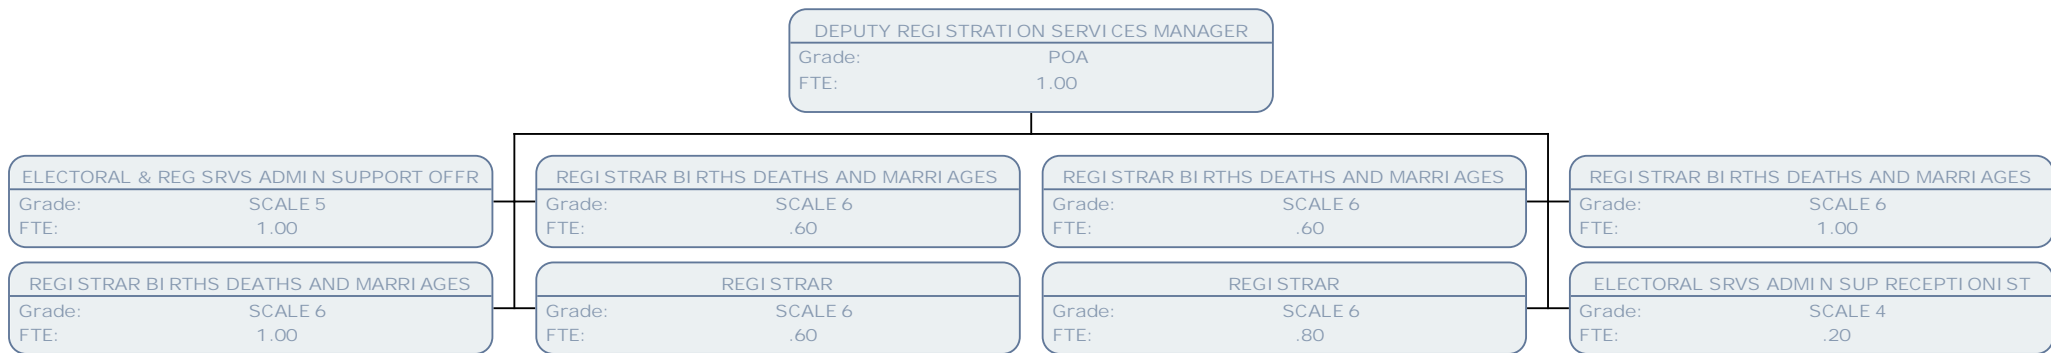 DEPUTY REGISTRATION SERVICES MANAGER
Grade: POA
FTE: 1.00
ELECTORAL & REG SRVS ADMIN SUPPORT OFFR
Grade: SCALE 5
FTE: 1.00
REGISTRAR BIRTHS DEATHS AND MARRIAGES
Grade: SCALE 6
FTE: .60
REGISTRAR BIRTHS DEATHS AND MARRIAGES
Grade: SCALE 6
FTE: .60
REGISTRAR BIRTHS DEATHS AND MARRIAGES
Grade: SCALE 6
FTE: 1.00
REGISTRAR BIRTHS DEATHS AND MARRIAGES
Grade: SCALE 6
FTE: 1.00
REGISTRAR
Grade: SCALE 6
FTE: .60
REGISTRAR
Grade: SCALE 6
FTE: .80
ELECTORAL SRVS ADMIN SUP RECEPTIONIST
Grade: SCALE 4
FTE: .20